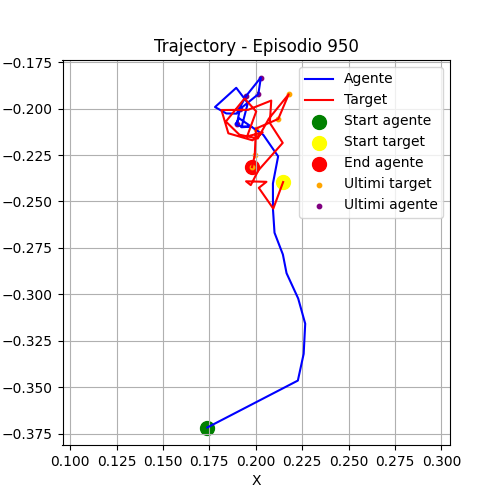 Trajectory - Episodio 950
Agente
Target
Start agente
Start target
End agente
Ultimi target
Ultimi agente
−0.175
−0.200
−0.225
−0.250
−0.275
−0.300
−0.325
−0.350
−0.375
0.100 0.125 0.150 0.175 0.200 0.225 0.250 0.275 0.300
X